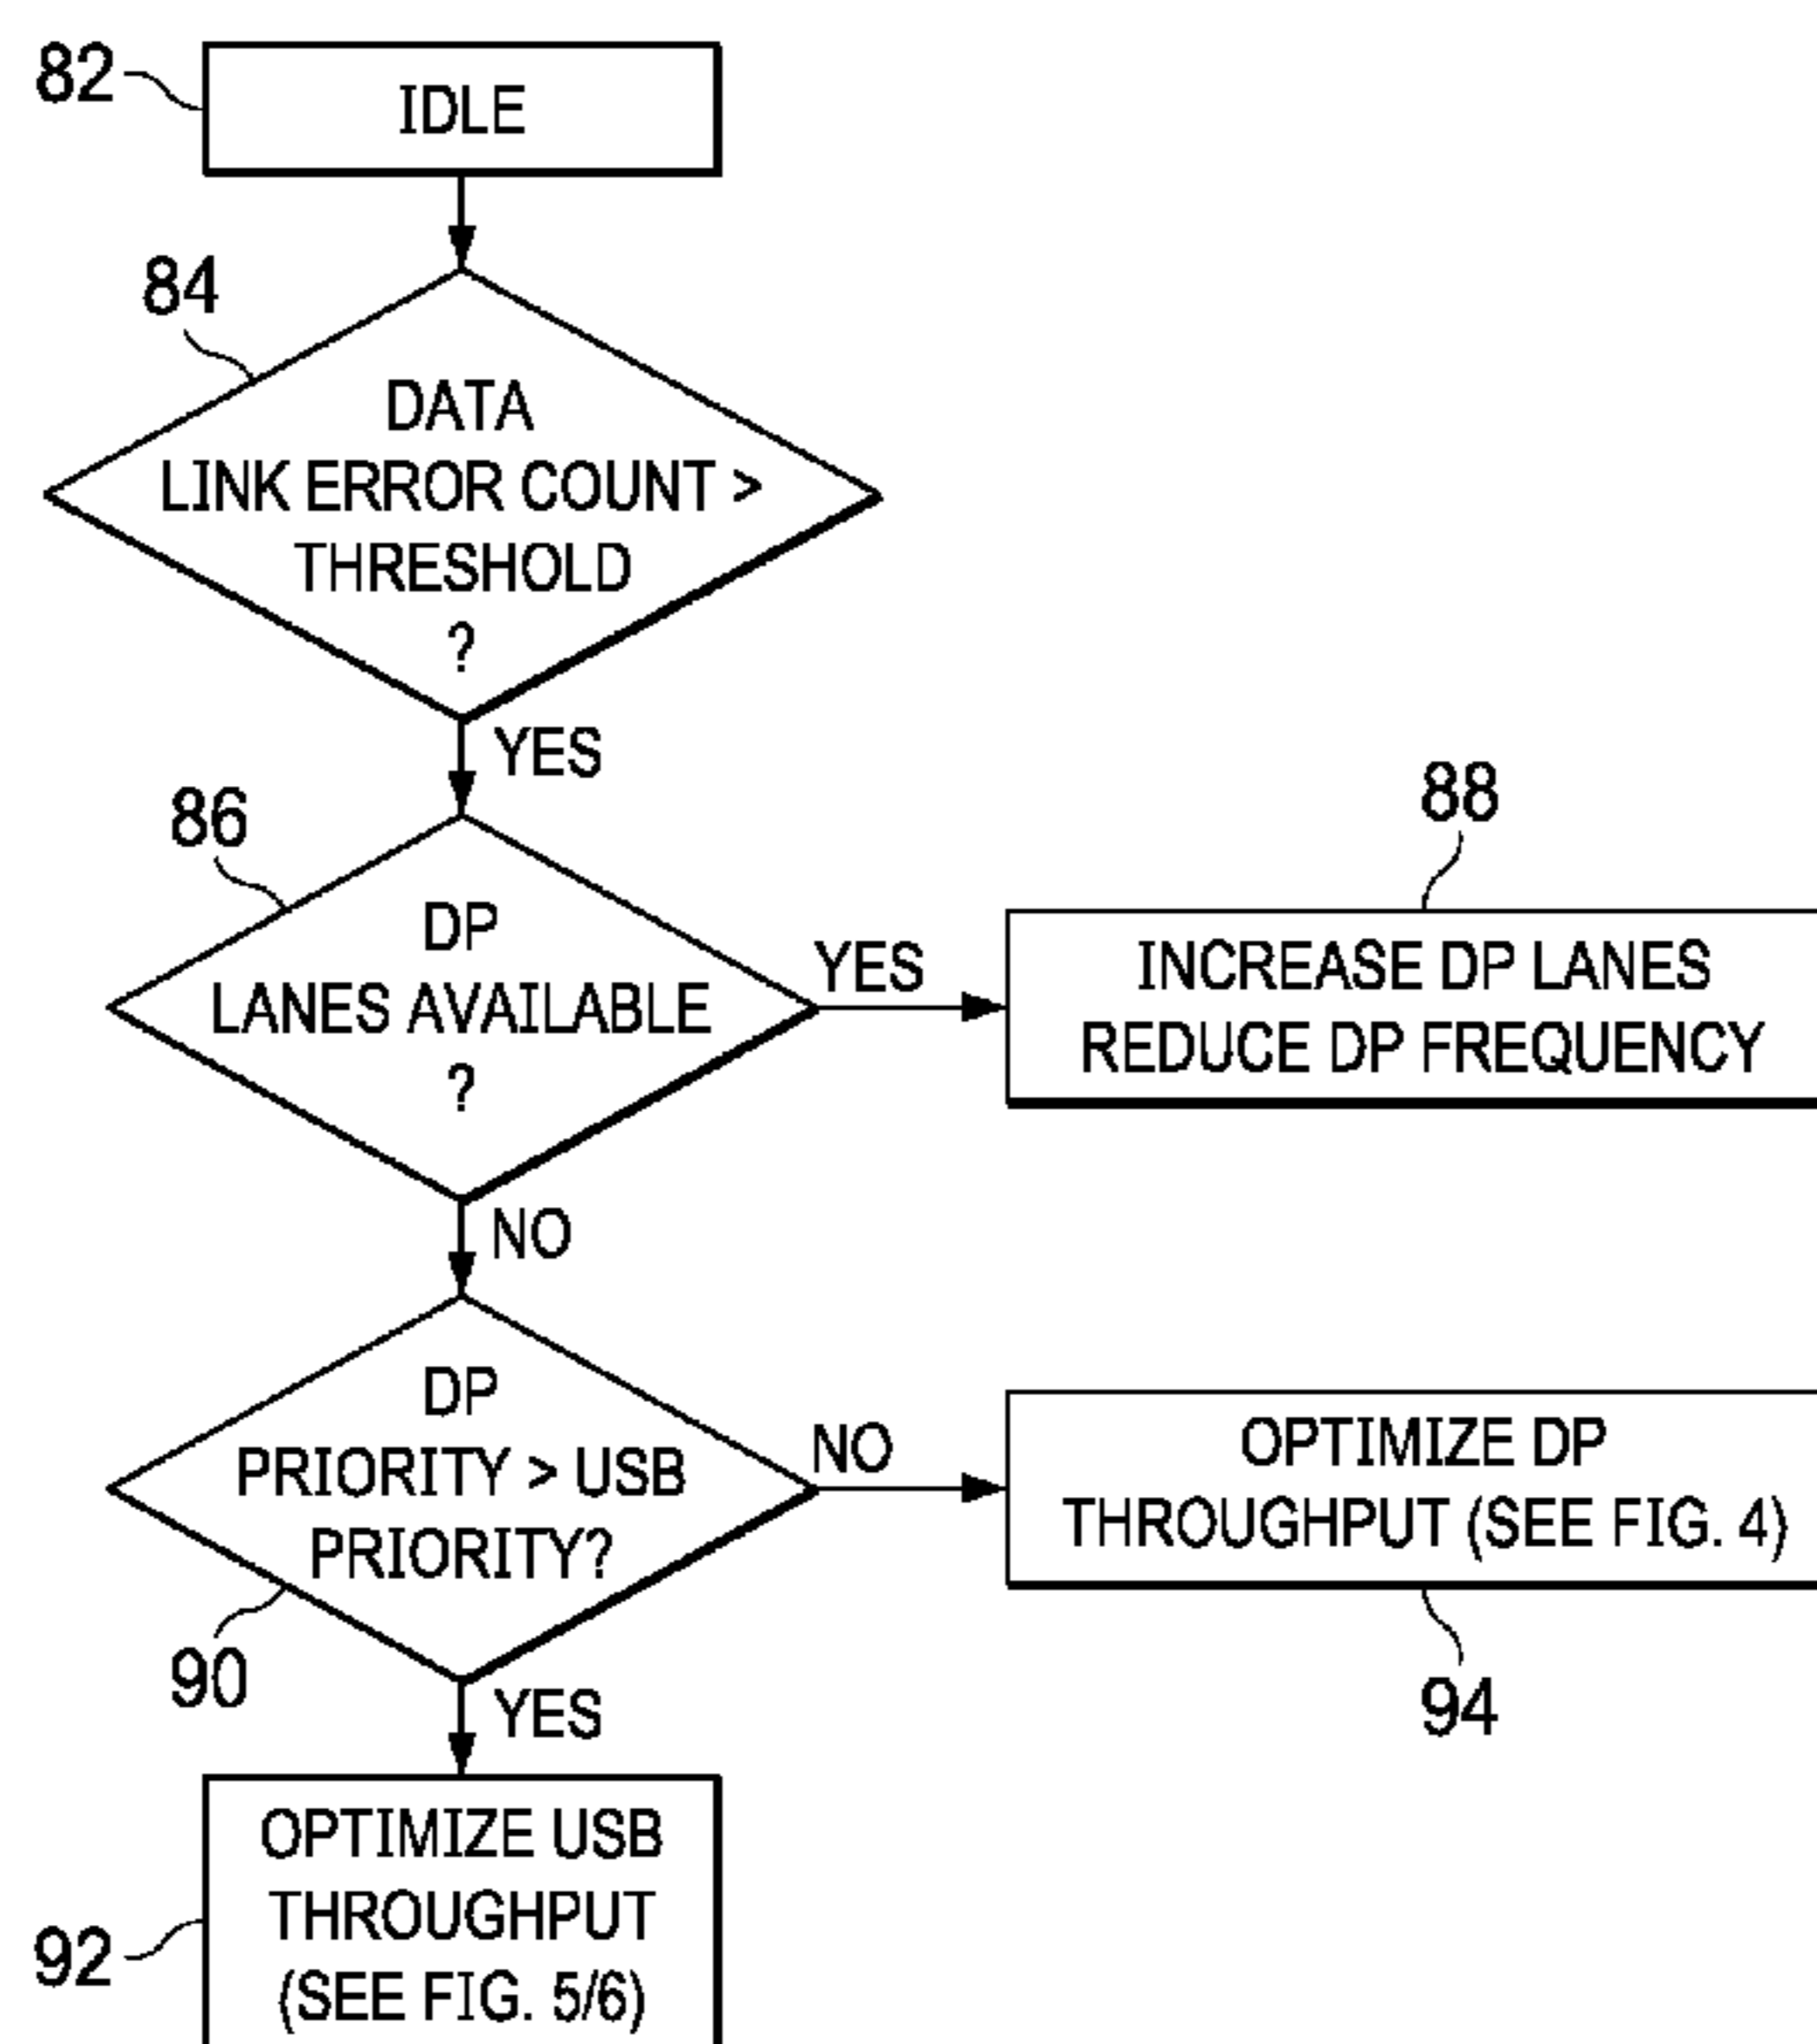 82
IDLE
84
DATA
LINK ERROR COUNT >
THRESHOLD
?
YES
86
DP
LANES AVAILABLE
?
YES
88
INCREASE DP LANES
REDUCE DP FREQUENCY
NO
DP
PRIORITY > USB
PRIORITY?
90
NO
OPTIMIZE DP
THROUGHPUT (SEE FIG. 4)
94
YES
OPTIMIZE USB
THROUGHPUT
(SEE FIG. 5/6)
92